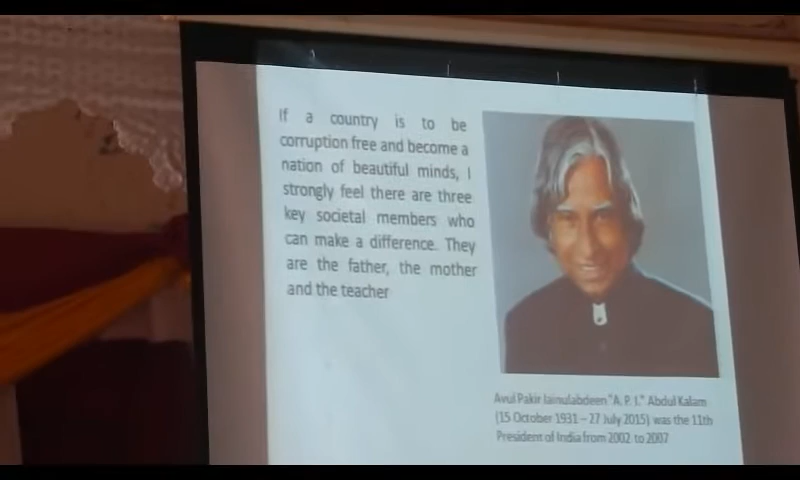 If a country is to be
corruption free and become a
nation of beautiful minds, I
strongly feel there are three
key societal members who
can make a difference. They
are the father, the mother
and the teacher
Avul Pakir Jainulabdeen "A. P. J." Abdul Kalam
(15 October 1931 – 27 July 2015) was the 11th
President of India from 2002 to 2007